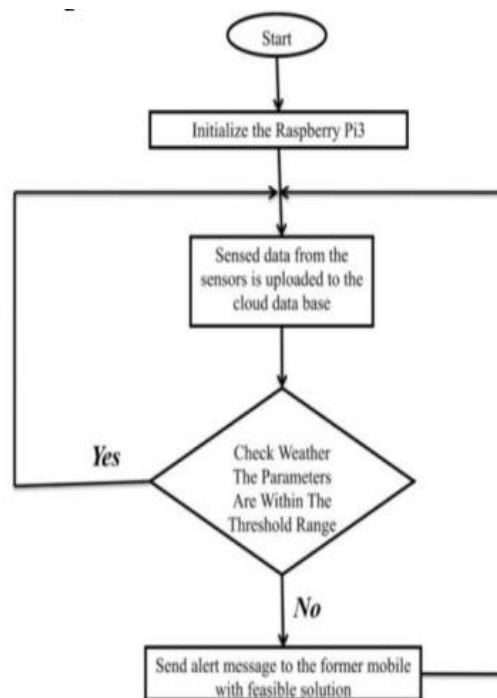 Start
Initialize the Raspberry Pi3
Sensed data from the
sensors is uploaded to the
cloud data base
Yes
Check Weather
The Parameters
Are Within The
Threshold Range
No
Send alert message to the former mobile
with feasible solution